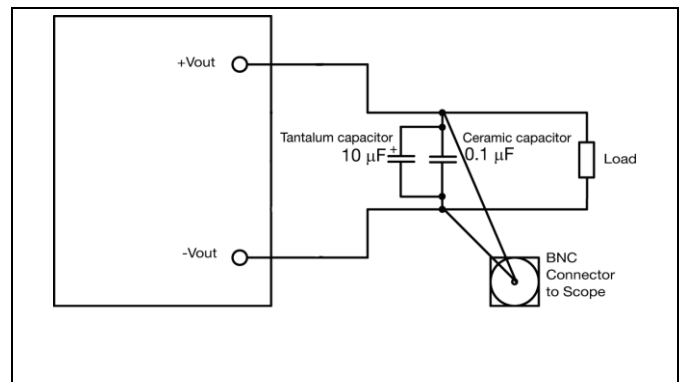 +Vout
Tantalum capacitor
10 μF
+
Ceramic capacitor
0.1 μF
Load
-Vout
BNC
Connector
to Scope